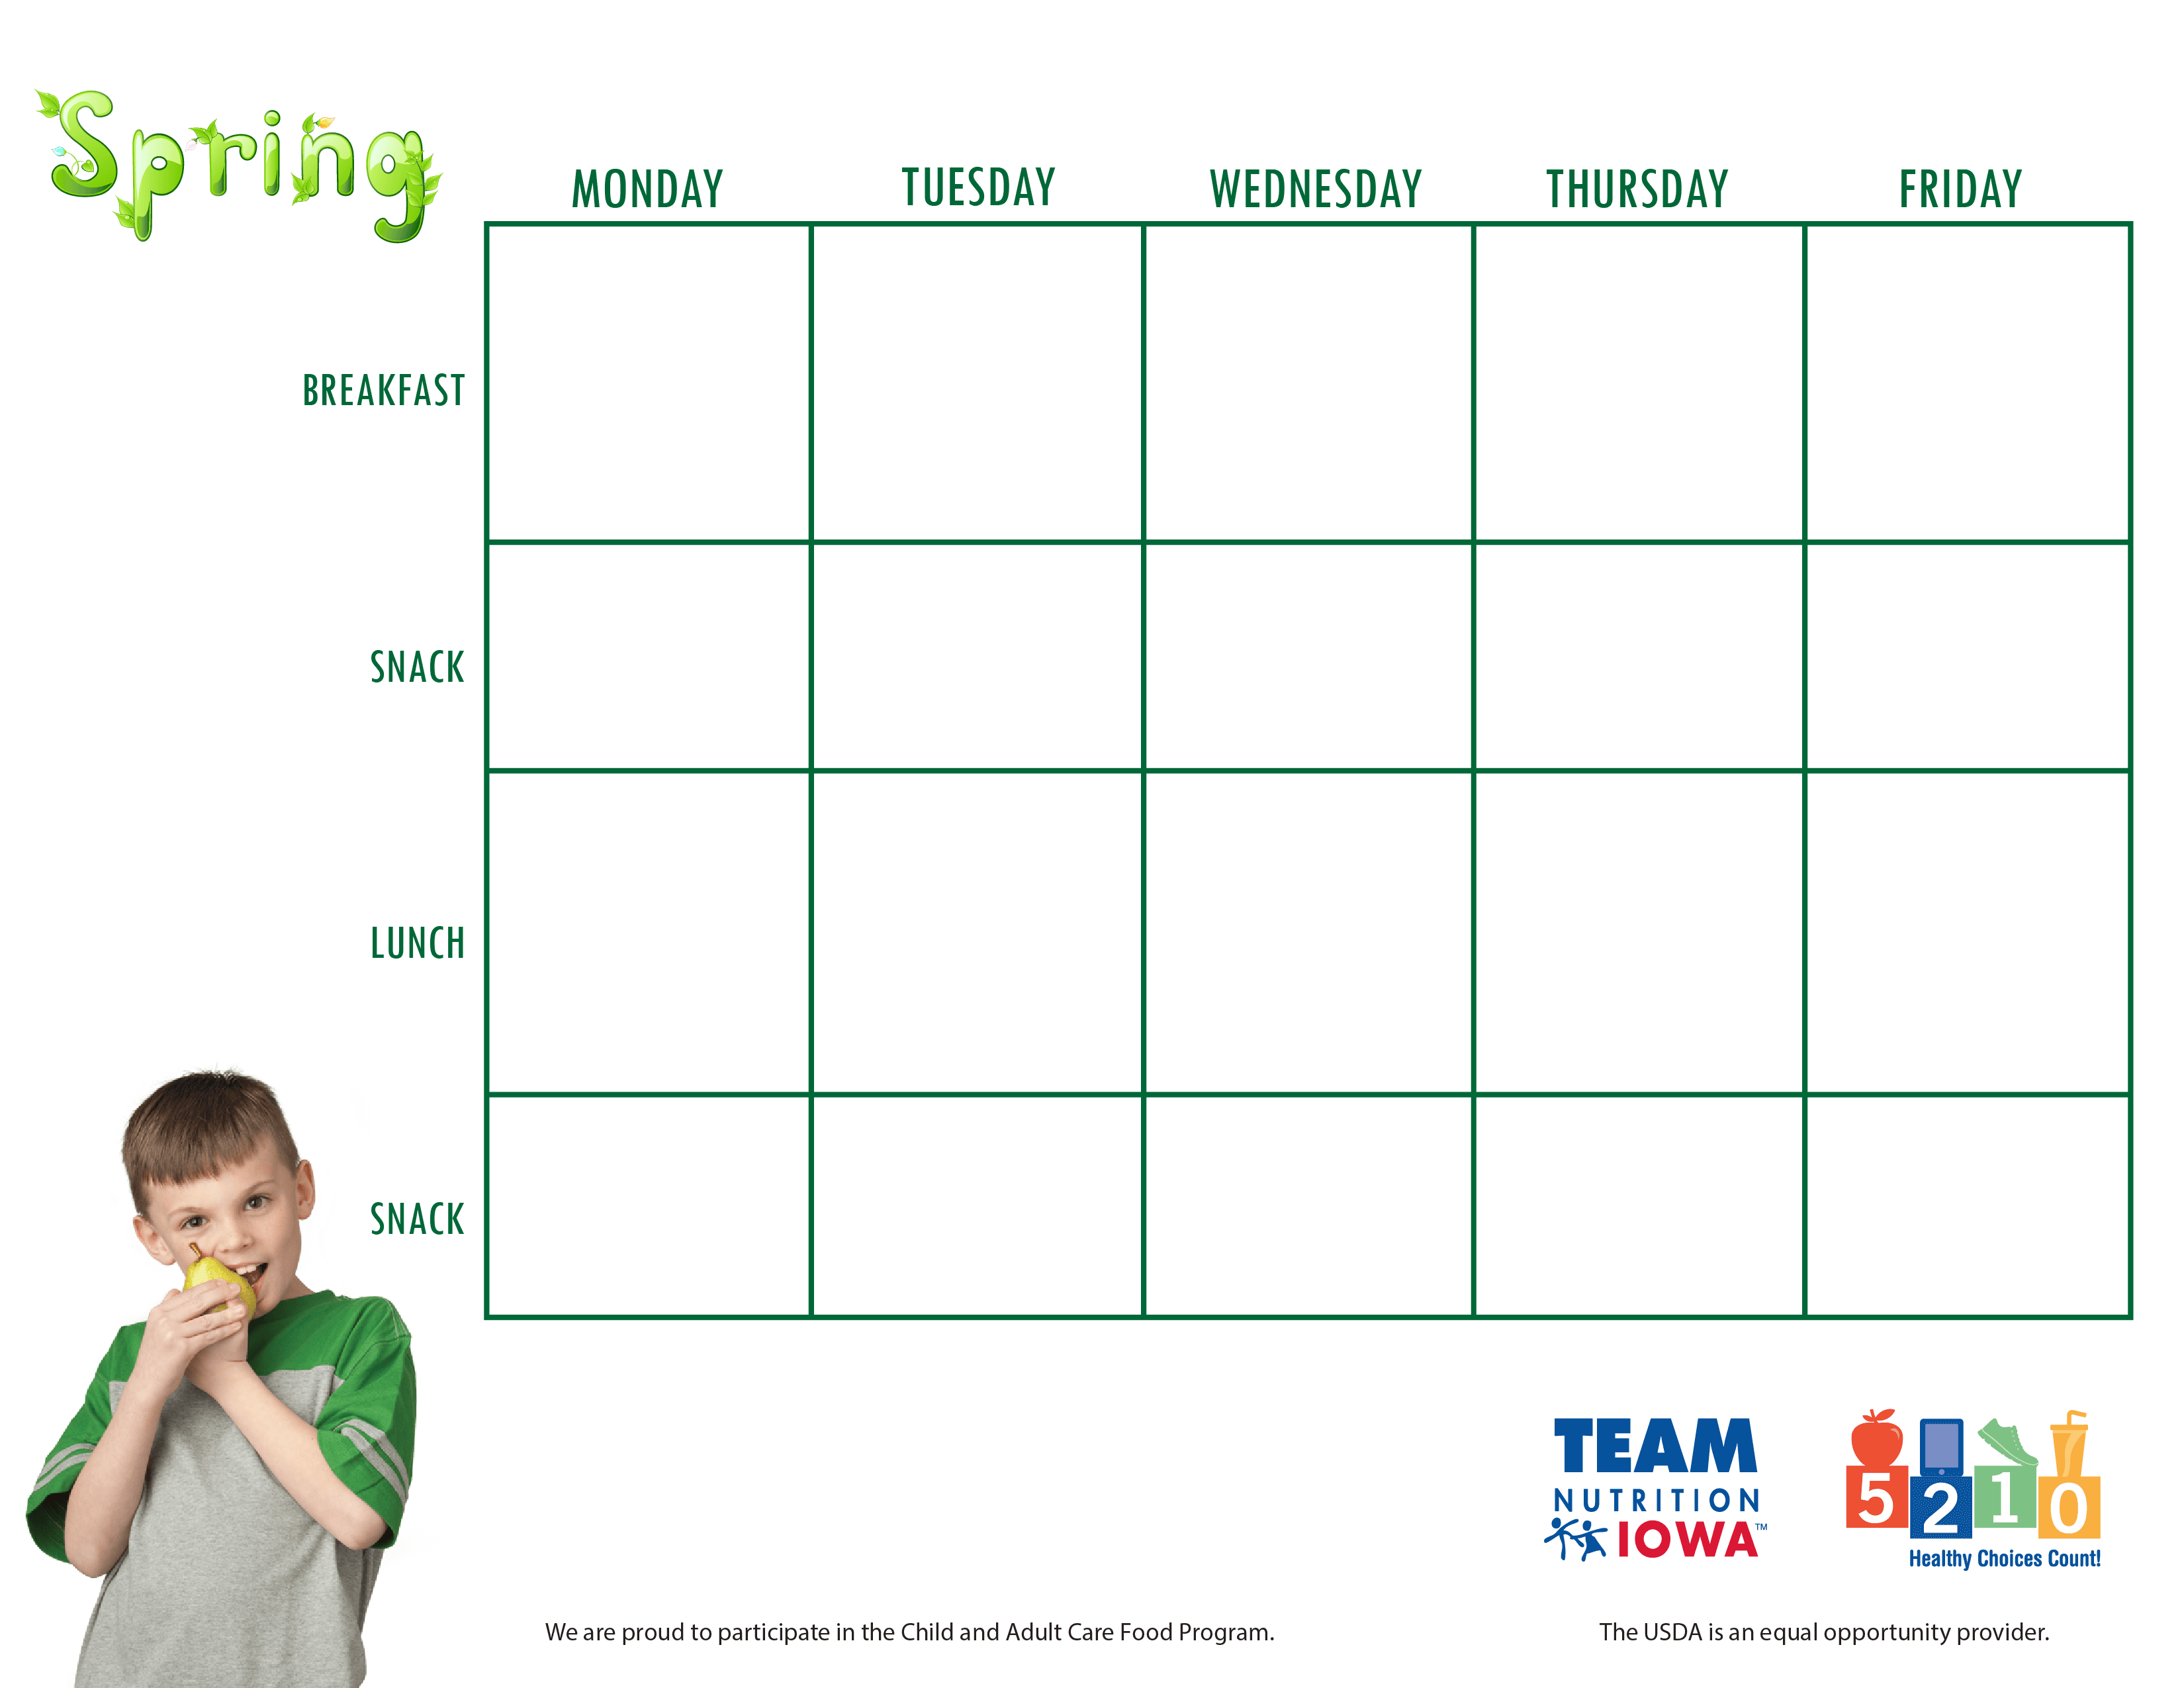 Spring
MONDAY TUESDAY WEDNESDAY THURSDAY FRIDAY
BREAKFAST
SNACK
LUNCH
SNACK
TEAM
NUTRITION
IOWA™
5 2 1 0
Healthy Choices Count!
We are proud to participate in the Child and Adult Care Food Program.
The USDA is an equal opportunity provider.